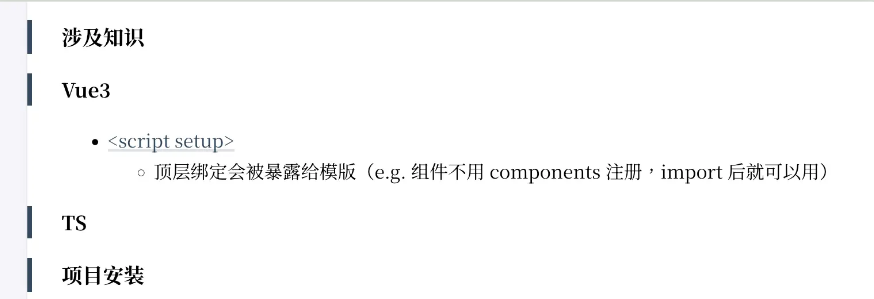 涉及知识
Vue3
<script setup>
顶层绑定会被暴露给模版（e.g. 组件不用 components 注册，import 后就可以用）
TS
项目安装